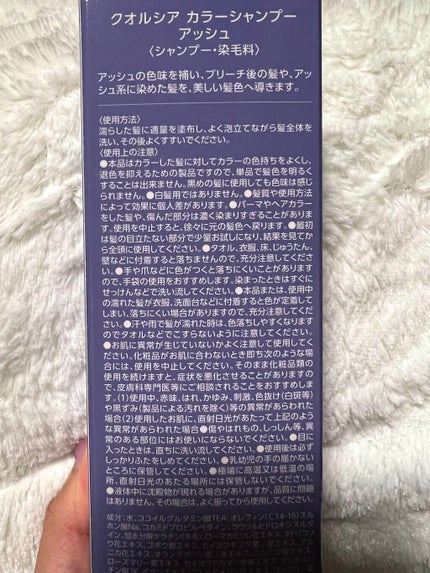 クオルシア カラーシャンプー
アッシュ
〈シャンプー・染毛料〉
アッシュの色味を補い、ブリーチ後の髪や、アッ
シュ系に染めた髪を、美しい髪色へ導きます。
〈使用方法〉
濡らした髪に適量を塗布し、よく泡立てながら髪全体を
洗い、その後よくすすいでください。
〈使用上の注意〉
●本品はカラーした髪に対してカラーの色持ちをよくし、
退色を抑えるための製品ですので、単品で髪色を明るく
することは出来ません。黒めの髪に使用しても色味は感じ
られません。●白髪用ではありません。●髪質や使用方法
によって効果に個人差があります。●パーマやヘアカラー
をした髪や、傷んだ部分は濃く染まりすぎることがありま
す。使用を中止すると、徐々に元の髪色へ戻ります。●最初
は髪の目立たない部分で少量お試しになり、結果を見てか
ら全頭に使用してください。●タオル、衣服、床、じゅうたん、
壁などに付着すると落ちませんので、充分注意してくださ
い。●手や爪などに色がつくと落ちにくいことがあります
ので、手袋の使用をおすすめします。染まったときはすぐに
せっけんなどで洗い流してください。●本品または、使用中
の濡れた髪が衣服、洗面台などに付着すると色が定着して
しまい、落ちにくい場合がありますので、充分注意してくだ
さい。●汗や雨で髪が濡れた時は、色落ちしやすくなります
のでタオルなどでこすらないように注意してください。
●お肌に異常が生じていないかよく注意して使用してく
ださい。化粧品がお肌に合わないとき即ち次のような場
合には、使用を中止してください。そのまま化粧品類の
使用を続けますと、症状を悪化させることがありますの
で、皮膚科専門医等にご相談されることをおすすめしま
す。(1)使用中、赤味、はれ、かゆみ、刺激、色抜け(白斑等)
や黒ずみ(製品による汚れを除く)等の異常があらわれた
場合(2)使用したお肌に、直射日光があたって上記のよう
な異常があらわれた場合●傷やはれもの、しっしん等、異
常のある部位にはお使いにならないでください。●目に
入ったときは、直ちに洗い流してください。●使用後は必ず
しっかりふたをしめてください。●乳幼児の手の届かない
ところに保管してください。●極端に高温又は低温の場
所、直射日光のあたる場所には保管しないでください。
●液体中に沈殿物が現れる場合がありますが、品質に問題
はありません。その場合は、よく振ってから使用してください。
成分:水、ココイルグルタミン酸TEA、オレフィン(C14-16)スル
ホン酸Na、コカミドプロピルベタイン、ラウラミドプロピル